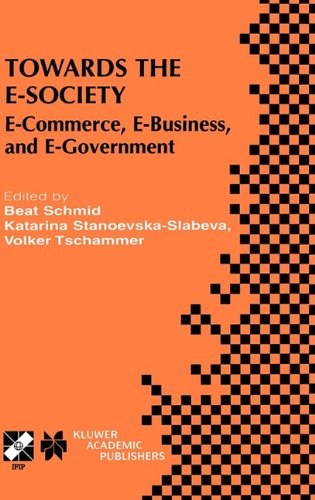 TOWARDS THE
E-SOCIETY
E-Commerce, E-Business,
and E-Government
Edited by
Beat Schmid
Katarina Stanoevska-Slabeva,
Volker Tschammer
KLUWER
ACADEMIC
PUBLISHERS
IFIP